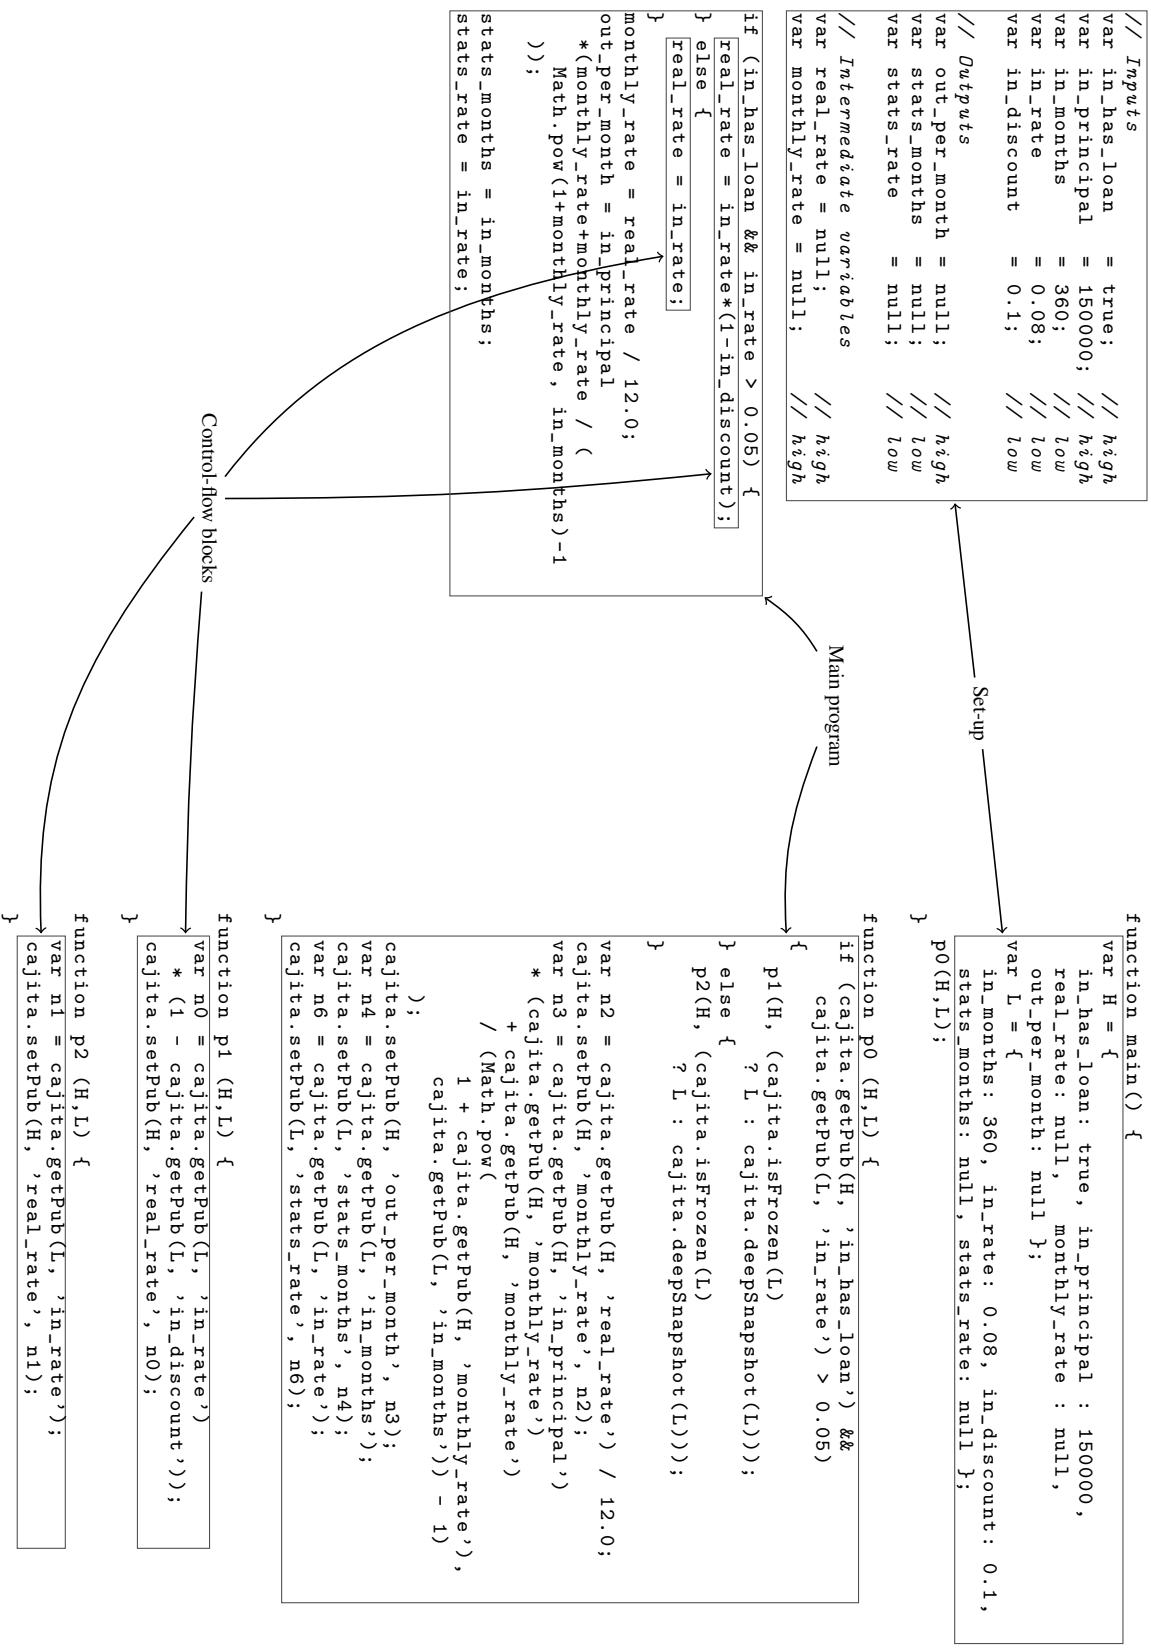 // Inputs
var in_has_loan = true; // high
var in_principal = 150000; // high
var in_months = 360; // low
var in_rate = 0.08; // low
var in_discount = 0.1; // low
// Outputs
var out_per_month = null; // high
var stats_months = null; // low
var stats_rate = null; // low
// Intermediate variables
var real_rate = null; // high
var monthly_rate = null; // high
if (in_has_loan && in_rate > 0.05) {
real_rate = in_rate*(1-in_discount);
} else {
real_rate = in_rate;
}
monthly_rate = real_rate / 12.0;
out_per_month = in_principal
*(monthly_rate+monthly_rate / (
Math.pow(1+monthly_rate, in_months)-1
));
stats_months = in_months;
stats_rate = in_rate;
Set-up
Main program
Control-flow blocks
function main() {
var H = {
in_has_loan: true, in_principal : 150000,
real_rate: null, monthly_rate : null,
out_per_month: null };
var L = {
in_months: 360, in_rate: 0.08, in_discount: 0.1,
stats_months: null, stats_rate: null };
p0(H,L);
}
function p0 (H,L) {
if (cajita.getPub(H, 'in_has_loan') &&
cajita.getPub(L, 'in_rate') > 0.05)
{
p1(H, (cajita.isFrozen(L)
? L : cajita.deepSnapshot(L)));
} else {
p2(H, (cajita.isFrozen(L)
? L : cajita.deepSnapshot(L)));
}
var n2 = cajita.getPub(H, 'real_rate') / 12.0;
cajita.setPub(H, 'monthly_rate', n2);
var n3 = cajita.getPub(H, 'in_principal')
* (cajita.getPub(H, 'monthly_rate')
+ cajita.getPub(H, 'monthly_rate')
/ (Math.pow(
1 + cajita.getPub(H, 'monthly_rate'),
cajita.getPub(L, 'in_months')) - 1)
);
cajita.setPub(H, 'out_per_month', n3);
var n4 = cajita.getPub(L, 'in_months');
cajita.setPub(L, 'stats_months', n4);
var n6 = cajita.getPub(L, 'in_rate');
cajita.setPub(L, 'stats_rate', n6);
}
function p1 (H,L) {
var n0 = cajita.getPub(L, 'in_rate')
* (1 - cajita.getPub(L, 'in_discount'));
cajita.setPub(H, 'real_rate', n0);
}
function p2 (H,L) {
var n1 = cajita.getPub(L, 'in_rate');
cajita.setPub(H, 'real_rate', n1);
}